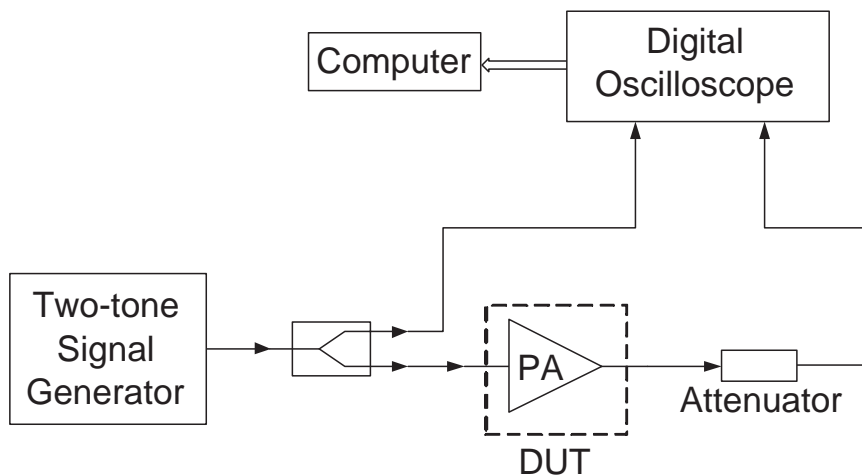 Computer
Digital
Oscilloscope
Two-tone
Signal
Generator
PA
Attenuator
DUT